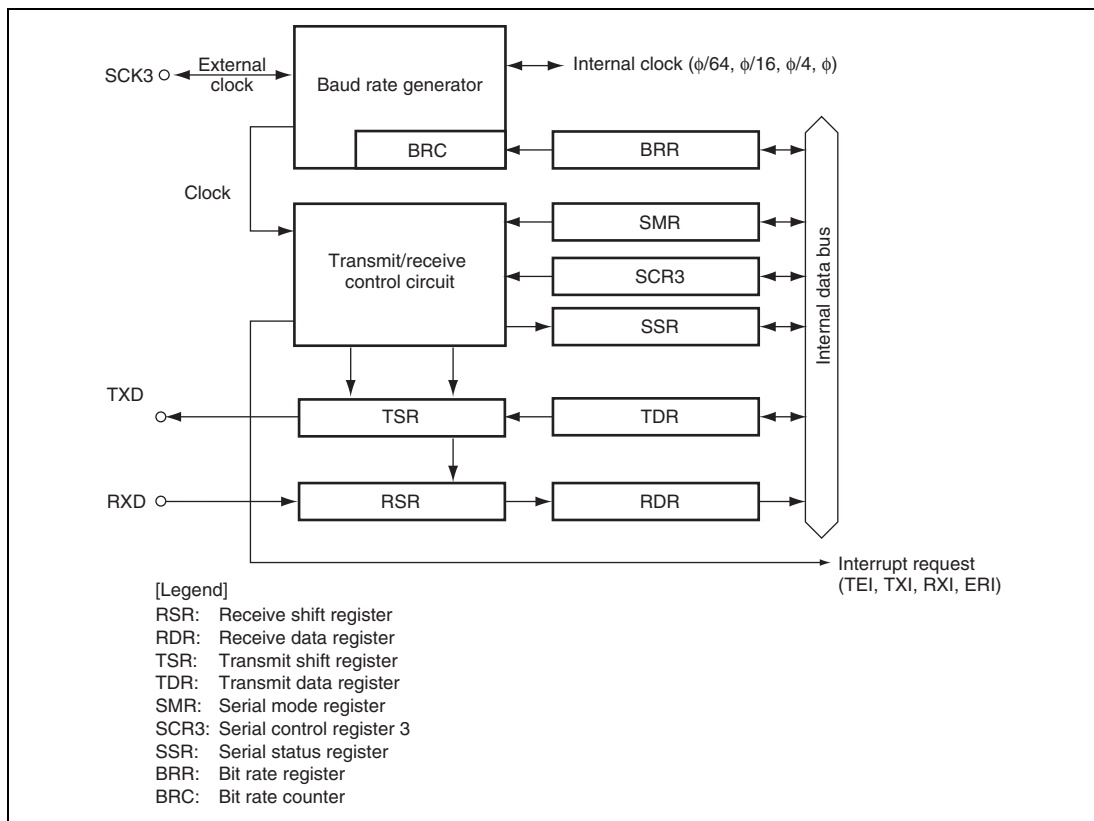 SCK3
External
clock
Baud rate generator
Internal clock (ϕ/64, ϕ/16, ϕ/4, ϕ)
BRC
BRR
Clock
Transmit/receive
control circuit
SMR
SCR3
SSR
Internal data bus
TXD
TSR
TDR
RXD
RSR
RDR
Interrupt request
(TEI, TXI, RXI, ERI)
[Legend]
RSR: Receive shift register
RDR: Receive data register
TSR: Transmit shift register
TDR: Transmit data register
SMR: Serial mode register
SCR3: Serial control register 3
SSR: Serial status register
BRR: Bit rate register
BRC: Bit rate counter